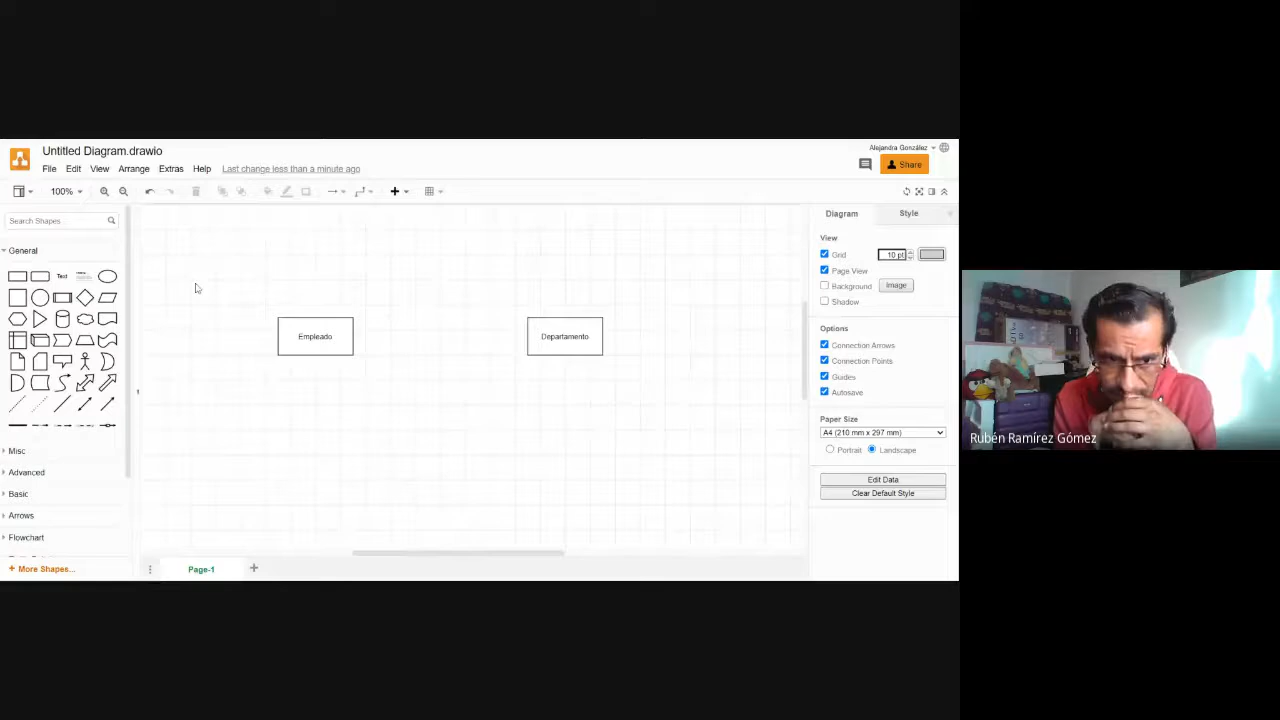 Untitled Diagram.drawio
Alejandra González
File Edit View Arrange Extras Help Last change less than a minute ago
Share
100%
Search Shapes
Diagram Style
General
View
Grid 10 pt
Text
Page View
Background Image
Shadow
Empleado
Departamento
Options
Connection Arrows
Connection Points
Guides
Autosave
Paper Size
A4 (210 mm x 297 mm)
Portrait Landscape
Rubén Ramírez Gómez
Misc
Advanced
Edit Data
Basic
Clear Default Style
Arrows
Flowchart
+ More Shapes...
Page-1